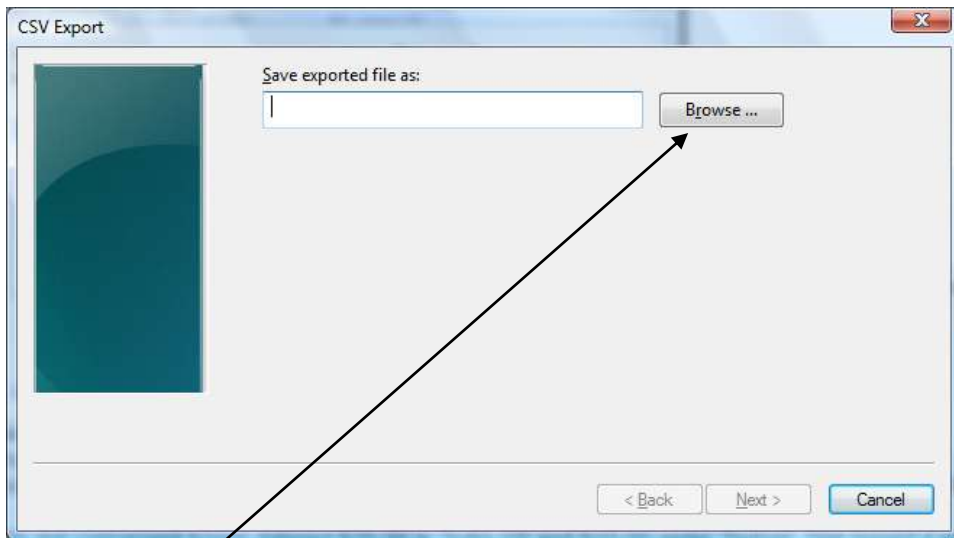 CSV Export
Save exported file as:
Browse ...
< Back Next > Cancel